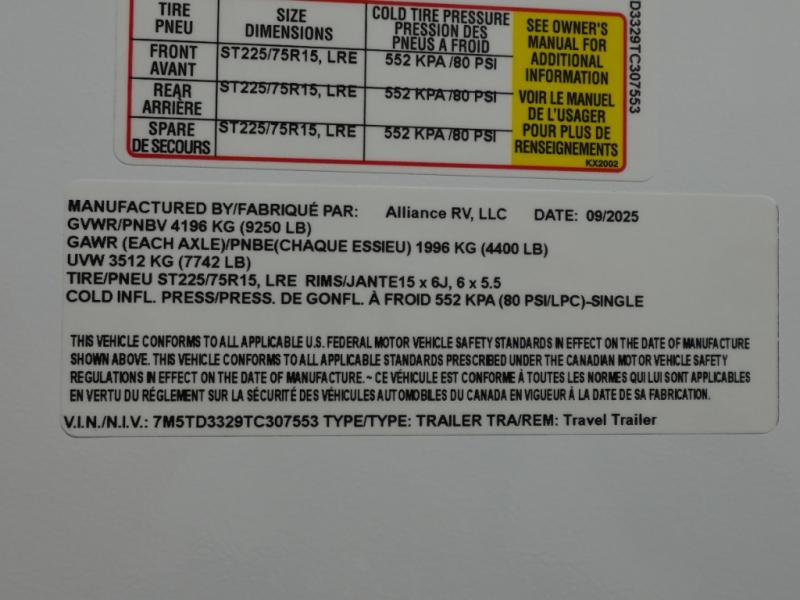 TIRE SIZE COLD TIRE PRESSURE
PNEU DIMENSIONS PRESSION DES
PNEUS A FROID
FRONT ST225/75R15, LRE 552 KPA /80 PSI
AVANT
REAR ST225/75R15, LRE 552 KPA /80 PSI
ARRIÈRE
SPARE ST225/75R15, LRE 552 KPA /80 PSI
DE SECOURS
SEE OWNER'S
MANUAL FOR
ADDITIONAL
INFORMATION
VOIR LE MANUEL
DE L'USAGER
POUR PLUS DE
RENSEIGNEMENTS
KX2002
D3329TC307553
MANUFACTURED BY/FABRIQUÉ PAR: Alliance RV, LLC DATE: 09/2025
GVWR/PNBV 4196 KG (9250 LB)
GAWR (EACH AXLE)/PNBE(CHAQUE ESSIEU) 1996 KG (4400 LB)
UVW 3512 KG (7742 LB)
TIRE/PNEU ST225/75R15, LRE RIMS/JANTE15 x 6J, 6 x 5.5
COLD INFL. PRESS/PRESS. DE GONFL. À FROID 552 KPA (80 PSI/LPC)-SINGLE
THIS VEHICLE CONFORMS TO ALL APPLICABLE U.S. FEDERAL MOTOR VEHICLE SAFETY STANDARDS IN EFFECT ON THE DATE OF MANUFACTURE
SHOWN ABOVE. THIS VEHICLE CONFORMS TO ALL APPLICABLE STANDARDS PRESCRIBED UNDER THE CANADIAN MOTOR VEHICLE SAFETY
REGULATIONS IN EFFECT ON THE DATE OF MANUFACTURE. ~ CE VÉHICULE EST CONFORME À TOUTES LES NORMES QUI LUI SONT APPLICABLES
EN VERTU DU RÉGLEMENT SUR LA SÉCURITÉ DES VÉHICULES AUTOMOBILES DU CANADA EN VIGUEUR À LA DATE DE SA FABRICATION.
V.I.N./N.I.V.: 7M5TD3329TC307553 TYPE/TYPE: TRAILER TRA/REM: Travel Trailer